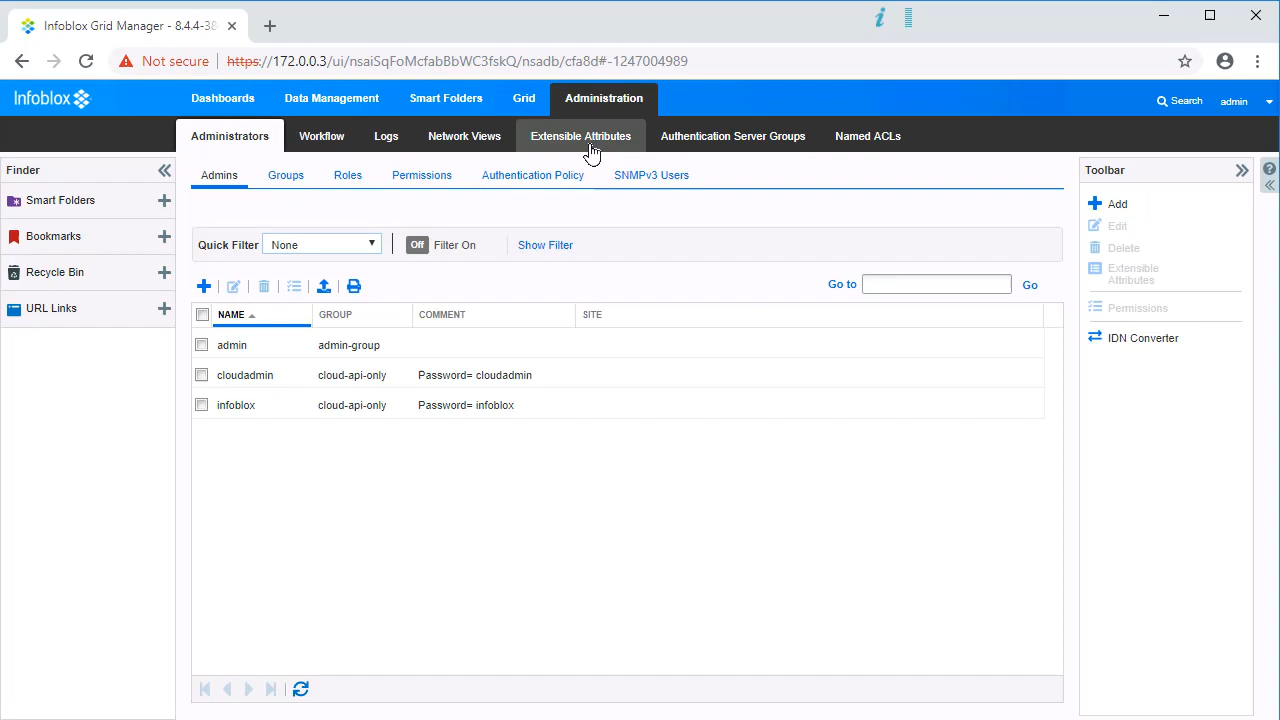 Infoblox Grid Manager - 8.4.4-38
Not secure https://172.0.0.3/ui/nsaiSqFoMcfabBbWC3fskQ/nsadb/cfa8d#-1247004989
Infoblox Dashboards Data Management Smart Folders Grid Administration Search admin
Administrators Workflow Logs Network Views Extensible Attributes Authentication Server Groups Named ACLs
Finder
Smart Folders
Bookmarks
Recycle Bin
URL Links
Admins Groups Roles Permissions Authentication Policy SNMPv3 Users
Quick Filter None Off Filter On Show Filter
Go to Go
NAME GROUP COMMENT SITE
admin admin-group
cloudadmin cloud-api-only Password= cloudadmin
infoblox cloud-api-only Password= infoblox
Toolbar
Add
Edit
Delete
Extensible
Attributes
Permissions
IDN Converter